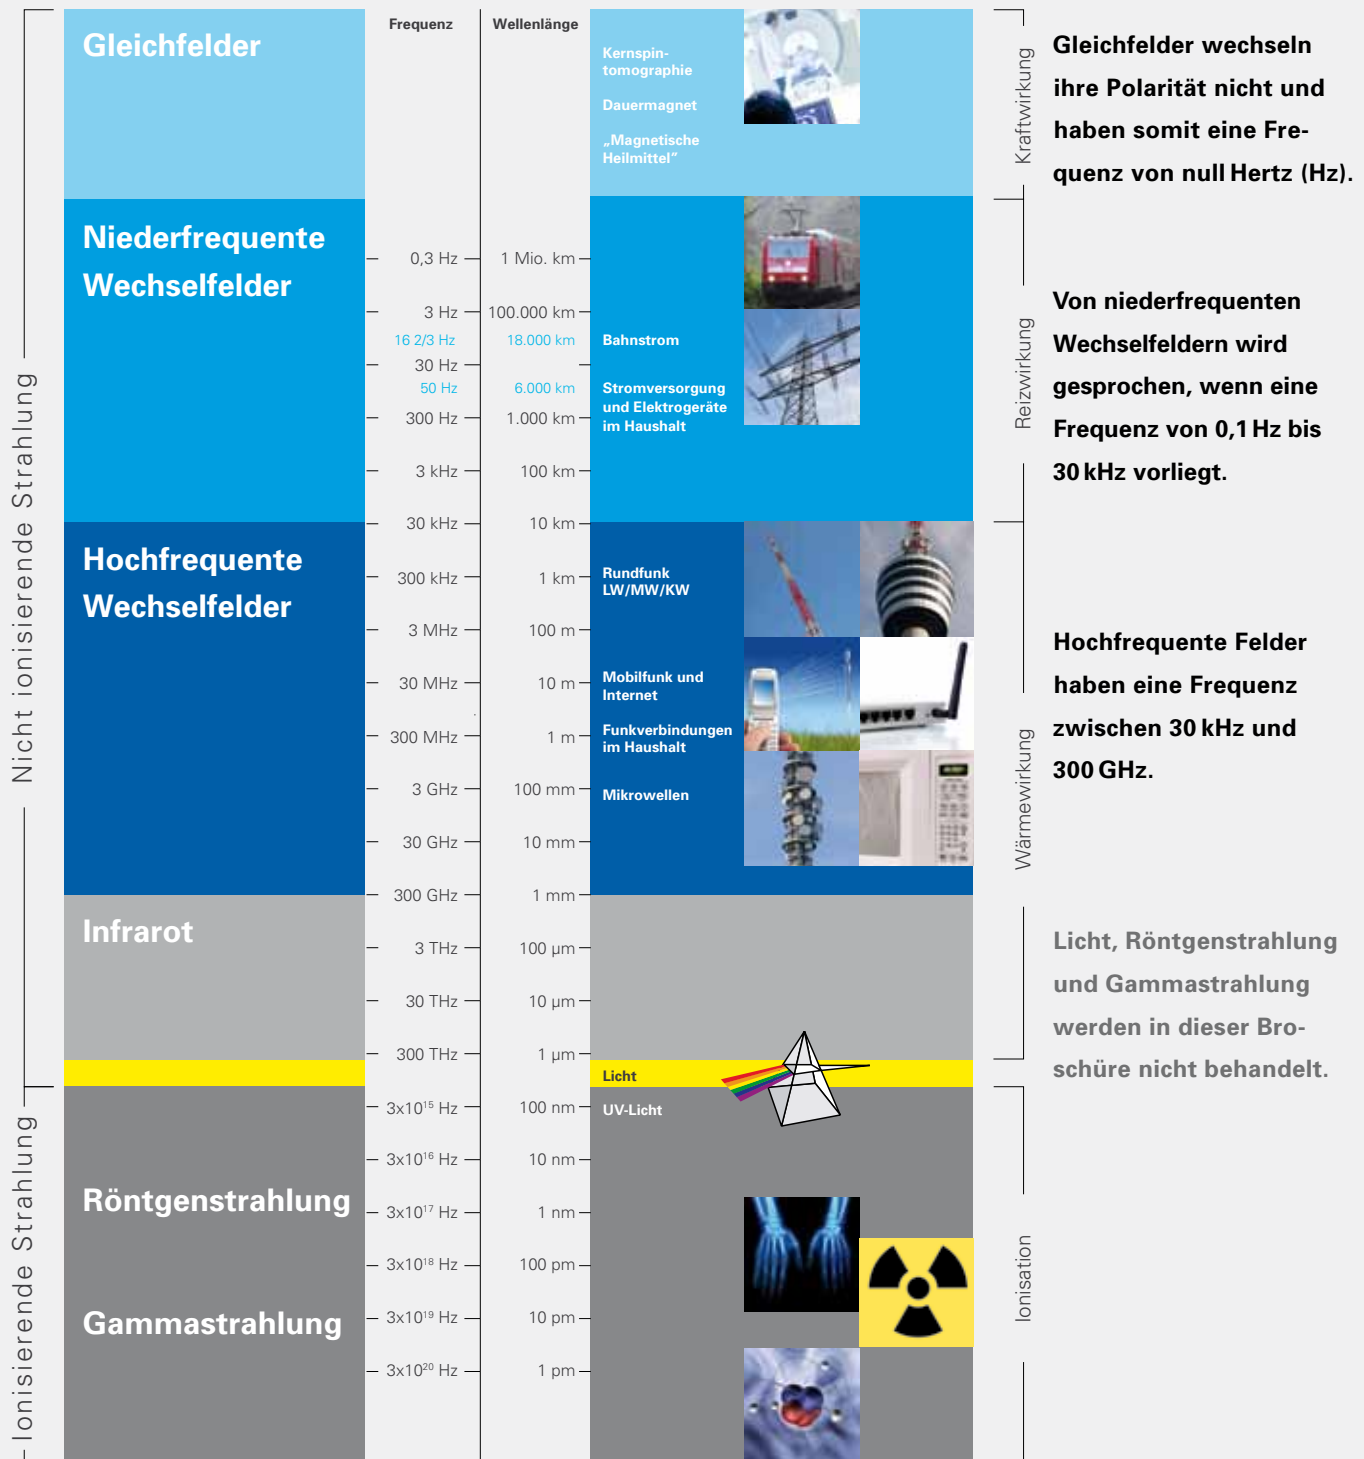 Frequenz
Wellenlänge
Nicht ionisierende Strahlung
Ionisierende Strahlung
Gleichfelder
Kernspin-
tomographie
Dauermagnet
„Magnetische
Heilmittel“
Kraftwirkung
Gleichfelder wechseln
ihre Polarität nicht und
haben somit eine Fre-
quenz von null Hertz (Hz).
Niederfrequente
Wechselfelder
0,3 Hz 1 Mio. km
3 Hz 100.000 km
16 2/3 Hz 18.000 km
30 Hz
50 Hz 6.000 km
300 Hz 1.000 km
3 kHz 100 km
30 kHz 10 km
Bahnstrom
Stromversorgung
und Elektrogeräte
im Haushalt
Reizwirkung
Von niederfrequenten
Wechselfeldern wird
gesprochen, wenn eine
Frequenz von 0,1 Hz bis
30 kHz vorliegt.
Hochfrequente
Wechselfelder
300 kHz 1 km
3 MHz 100 m
30 MHz 10 m
300 MHz 1 m
3 GHz 100 mm
30 GHz 10 mm
300 GHz 1 mm
Rundfunk
LW/MW/KW
Mobilfunk und
Internet
Funkverbindungen
im Haushalt
Mikrowellen
Wärmewirkung
Hochfrequente Felder
haben eine Frequenz
zwischen 30 kHz und
300 GHz.
Infrarot
3 THz 100 µm
30 THz 10 µm
300 THz 1 µm
Licht
Licht, Röntgenstrahlung
und Gammastrahlung
werden in dieser Bro-
schüre nicht behandelt.
UV-Licht
3x10¹⁵ Hz 100 nm
3x10¹⁶ Hz 10 nm
Röntgenstrahlung
3x10¹⁷ Hz 1 nm
3x10¹⁸ Hz 100 pm
Gammastrahlung
3x10¹⁹ Hz 10 pm
3x10²⁰ Hz 1 pm
Ionisation